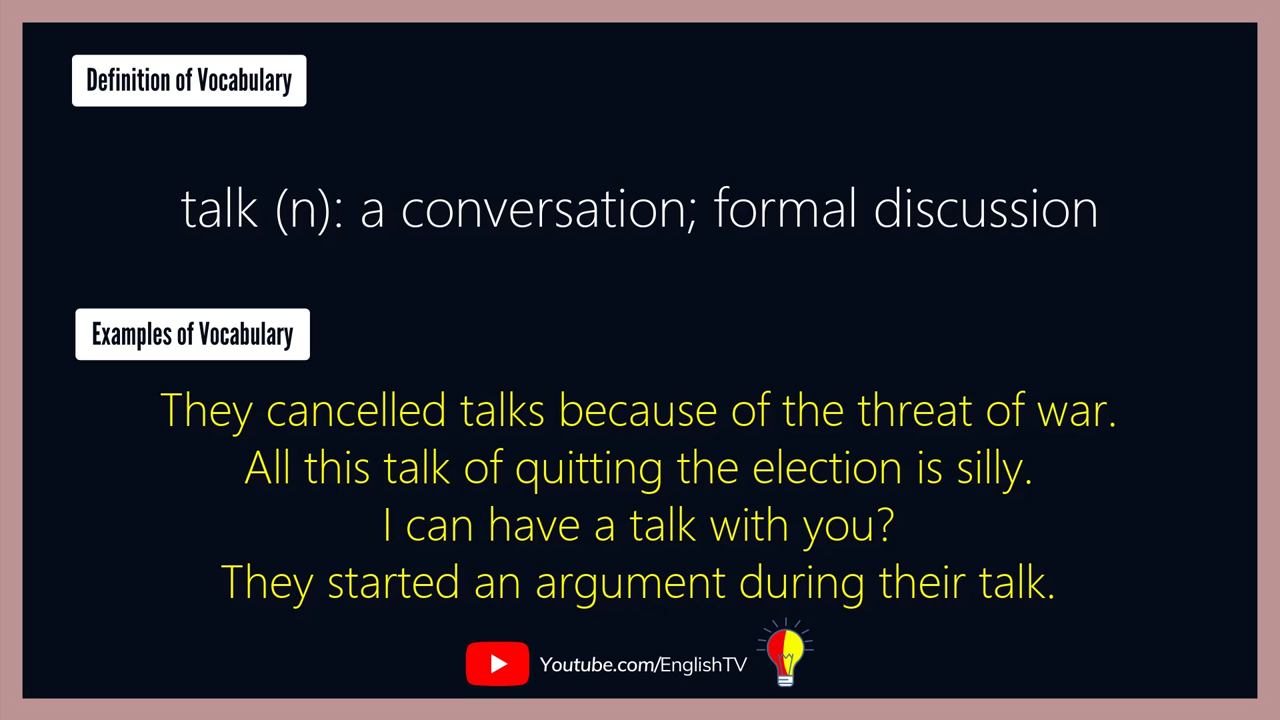 Definition of Vocabulary
talk (n): a conversation; formal discussion
Examples of Vocabulary
They cancelled talks because of the threat of war.
All this talk of quitting the election is silly.
I can have a talk with you?
They started an argument during their talk.
Youtube.com/EnglishTV